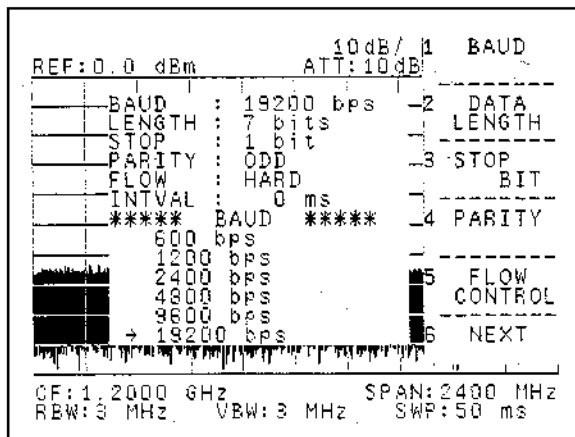 10dB/ 1 BAUD
REF:0.0 dBm ATT:10dB
BAUD : 19200 bps 2 DATA
LENGTH : 7 bits LENGTH
STOP : 1 bit
PARITY : ODD 3 STOP
FLOW : HARD BIT
INTVAL : 0 ms
***** BAUD ***** 4 PARITY
600 bps
1200 bps
2400 bps 5 FLOW
4800 bps CONTROL
9600 bps
→ 19200 bps 6 NEXT
CF:1.2000 GHz SPAN:2400 MHz
RBW:3 MHz VBW:3 MHz SWP:50 ms